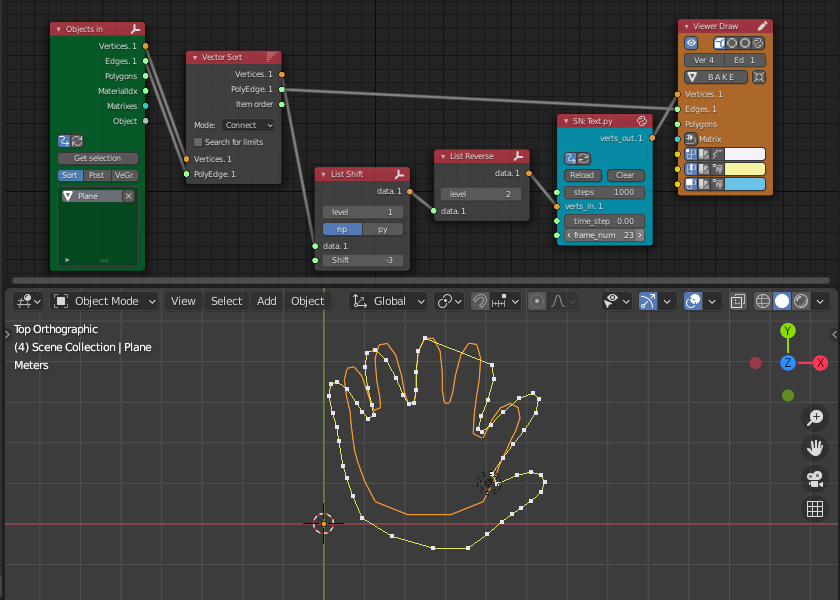 Objects in
Vertices. 1
Edges. 1
Polygons
MaterialIdx
Matrixes
Object
Get selection
Sort Post VeGr
Plane
Vector Sort
Vertices. 1
PolyEdge. 1
Item order
Mode: Connect
Search for limits
Vertices. 1
PolyEdge. 1
List Shift
data. 1
level 1
np py
data. 1
Shift -3
List Reverse
data. 1
level 2
data. 1
SN: Text.py
verts_out. 1
Reload Clear
steps 1000
verts_in. 1
time_step 0.00
frame_num 23
Viewer Draw
Ver 4 Ed 1
BAKE
Vertices. 1
Edges. 1
Polygons
Matrix
Object Mode View Select Add Object Global
Top Orthographic
(4) Scene Collection | Plane
Meters
Y
Z X